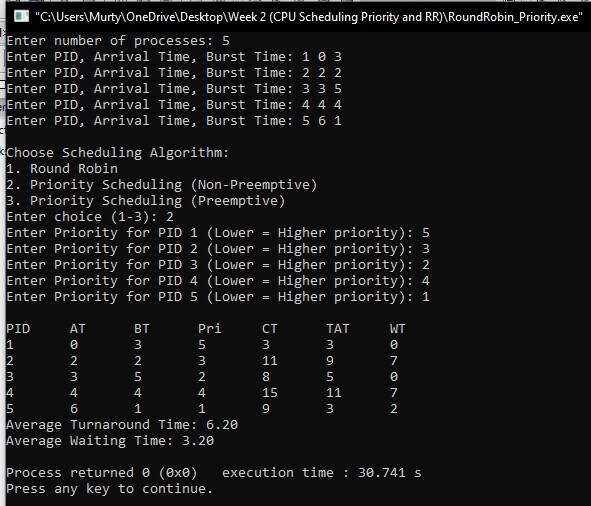 "C:\Users\Murty\OneDrive\Desktop\Week 2 (CPU Scheduling Priority and RR)\RoundRobin_Priority.exe"
Enter number of processes: 5
Enter PID, Arrival Time, Burst Time: 1 0 3
Enter PID, Arrival Time, Burst Time: 2 2 2
Enter PID, Arrival Time, Burst Time: 3 3 5
Enter PID, Arrival Time, Burst Time: 4 4 4
Enter PID, Arrival Time, Burst Time: 5 6 1
Choose Scheduling Algorithm:
1. Round Robin
2. Priority Scheduling (Non-Preemptive)
3. Priority Scheduling (Preemptive)
Enter choice (1-3): 2
Enter Priority for PID 1 (Lower = Higher priority): 5
Enter Priority for PID 2 (Lower = Higher priority): 3
Enter Priority for PID 3 (Lower = Higher priority): 2
Enter Priority for PID 4 (Lower = Higher priority): 4
Enter Priority for PID 5 (Lower = Higher priority): 1
PID AT BT Pri CT TAT WT
1 0 3 5 3 3 0
2 2 2 3 11 9 7
3 3 5 2 8 5 0
4 4 4 4 15 11 7
5 6 1 1 9 3 2
Average Turnaround Time: 6.20
Average Waiting Time: 3.20
Process returned 0 (0x0) execution time : 30.741 s
Press any key to continue.